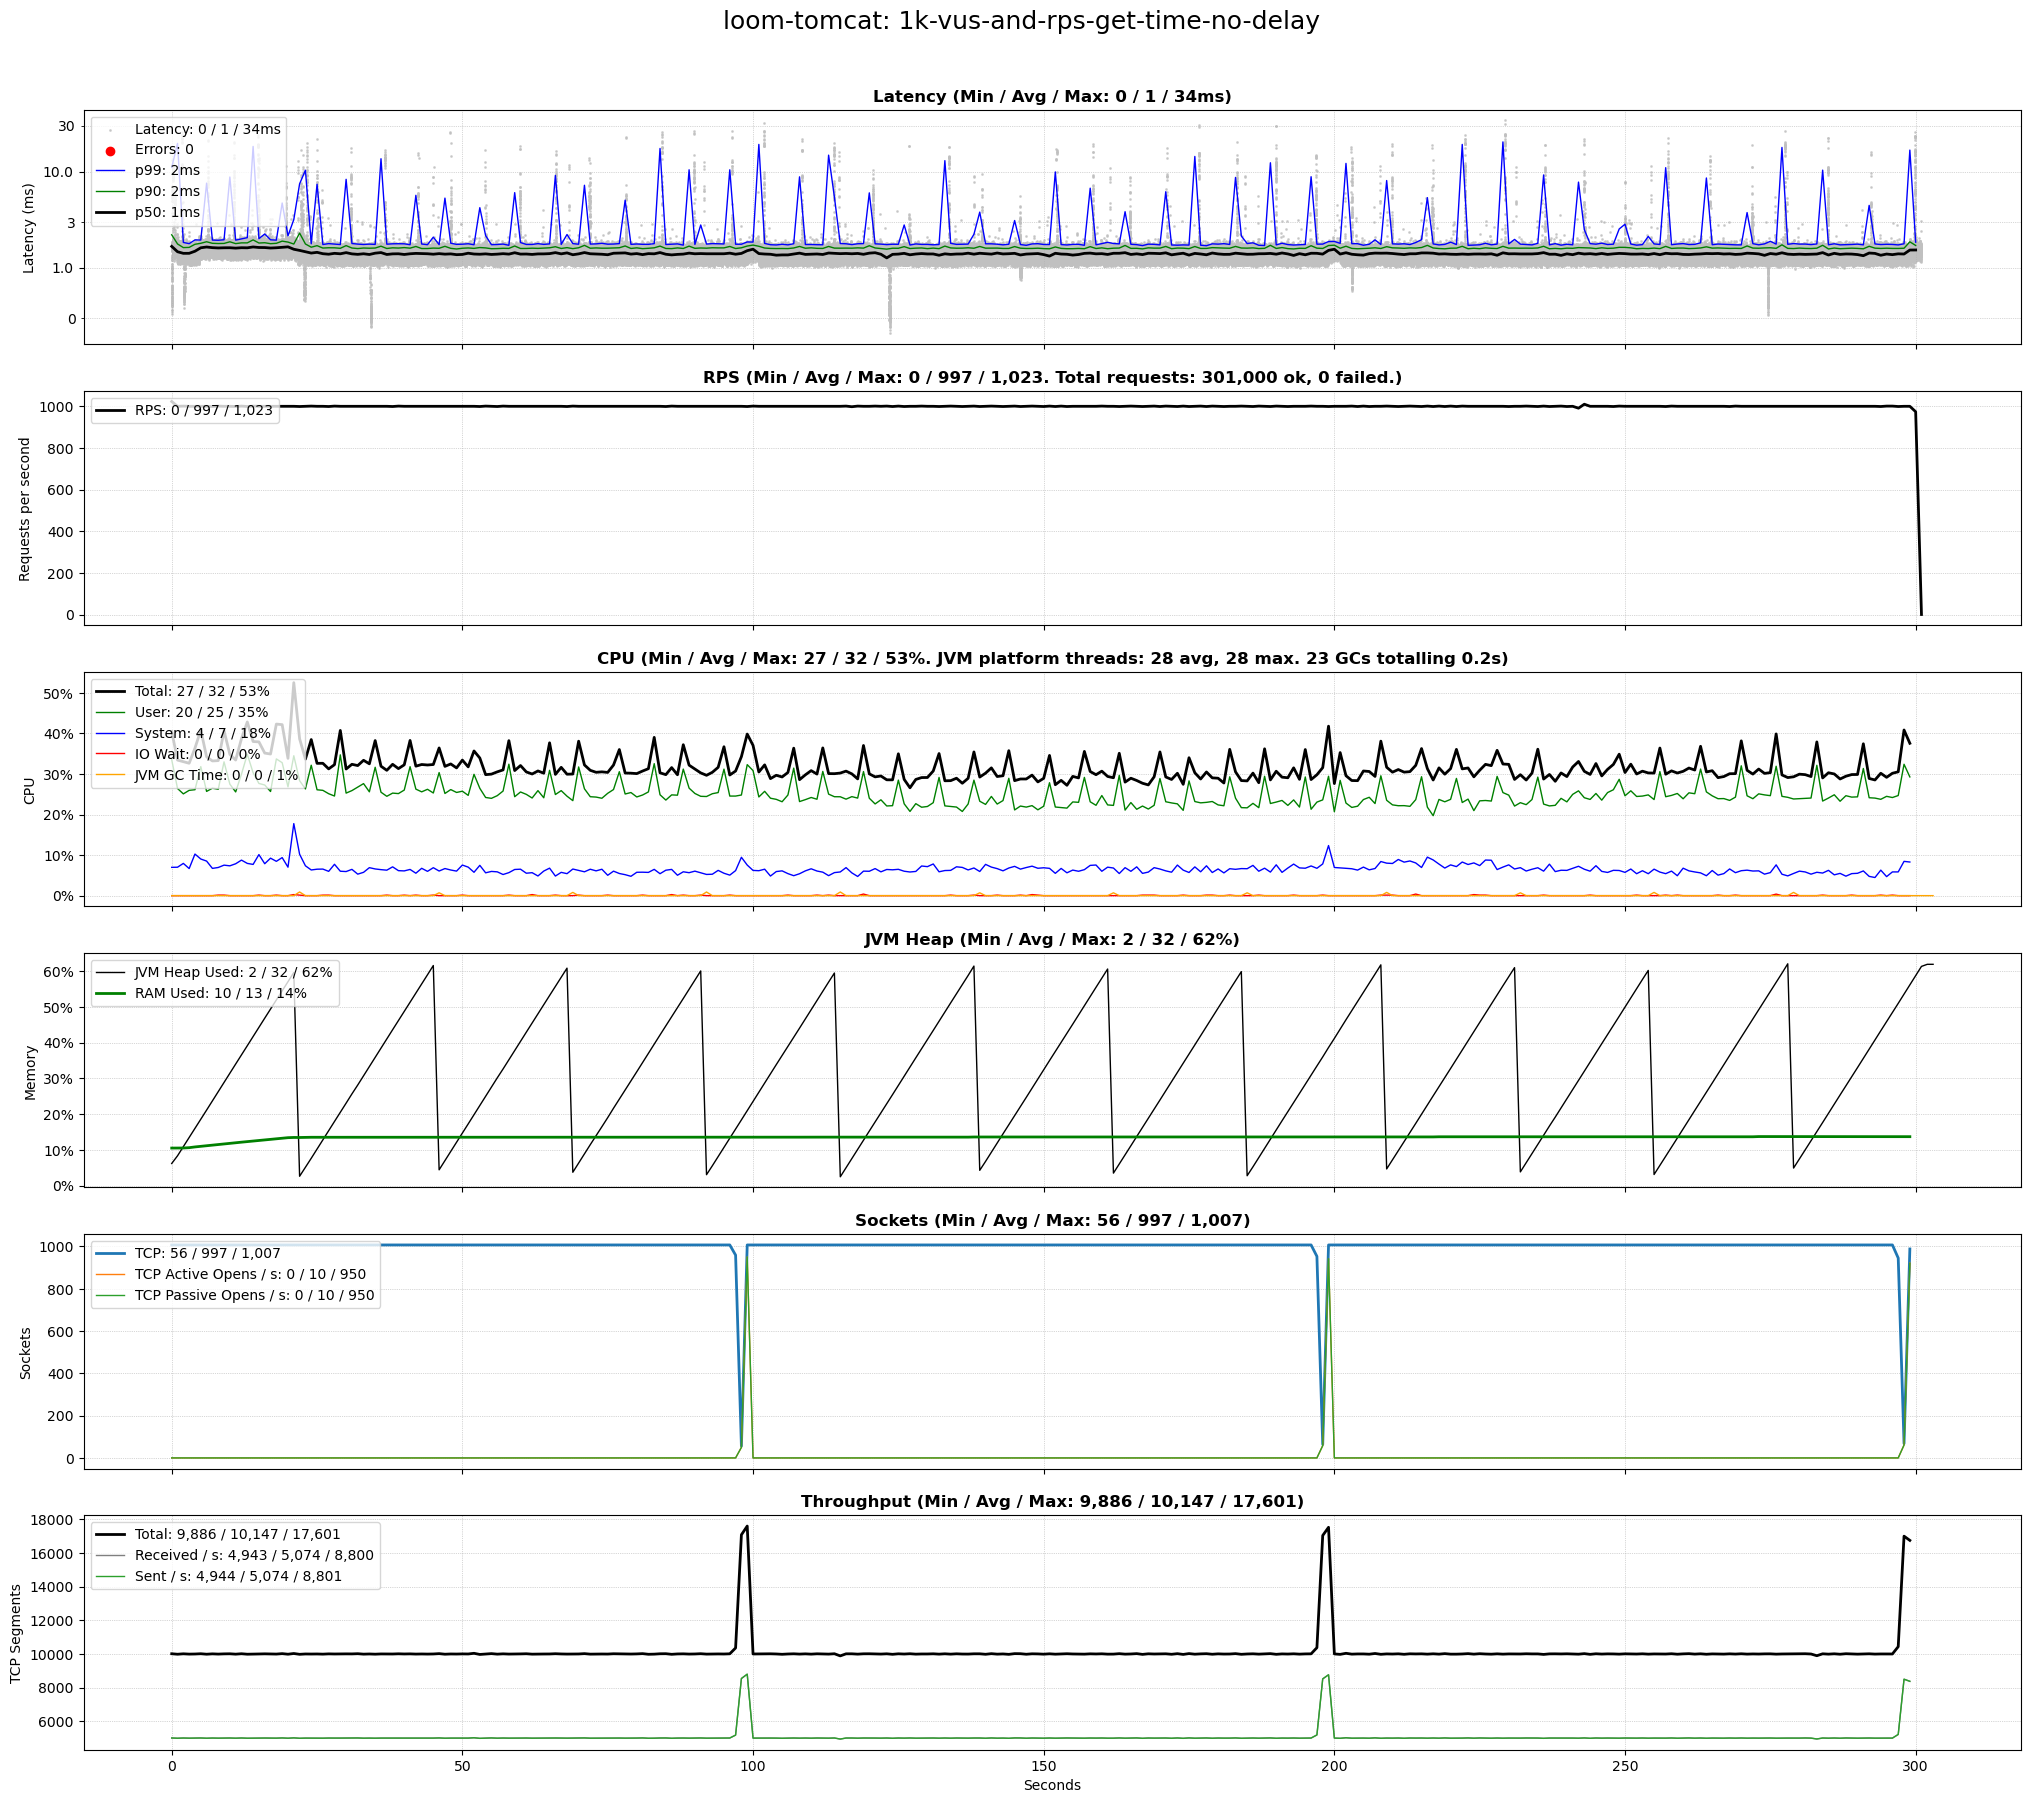 loom-tomcat: 1k-vus-and-rps-get-time-no-delay
Latency (Min / Avg / Max: 0 / 1 / 34ms)
Latency (ms)
30
10.0
3
1.0
0
Latency: 0 / 1 / 34ms
Errors: 0
p99: 2ms
p90: 2ms
p50: 1ms
RPS (Min / Avg / Max: 0 / 997 / 1,023. Total requests: 301,000 ok, 0 failed.)
Requests per second
1000
800
600
400
200
0
RPS: 0 / 997 / 1,023
CPU (Min / Avg / Max: 27 / 32 / 53%. JVM platform threads: 28 avg, 28 max. 23 GCs totalling 0.2s)
CPU
50%
40%
30%
20%
10%
0%
Total: 27 / 32 / 53%
User: 20 / 25 / 35%
System: 4 / 7 / 18%
IO Wait: 0 / 0 / 0%
JVM GC Time: 0 / 0 / 1%
JVM Heap (Min / Avg / Max: 2 / 32 / 62%)
Memory
60%
50%
40%
30%
20%
10%
0%
JVM Heap Used: 2 / 32 / 62%
RAM Used: 10 / 13 / 14%
Sockets (Min / Avg / Max: 56 / 997 / 1,007)
Sockets
1000
800
600
400
200
0
TCP: 56 / 997 / 1,007
TCP Active Opens / s: 0 / 10 / 950
TCP Passive Opens / s: 0 / 10 / 950
Throughput (Min / Avg / Max: 9,886 / 10,147 / 17,601)
TCP Segments
18000
16000
14000
12000
10000
8000
6000
Total: 9,886 / 10,147 / 17,601
Received / s: 4,943 / 5,074 / 8,800
Sent / s: 4,944 / 5,074 / 8,801
0
50
100
150
200
250
300
Seconds